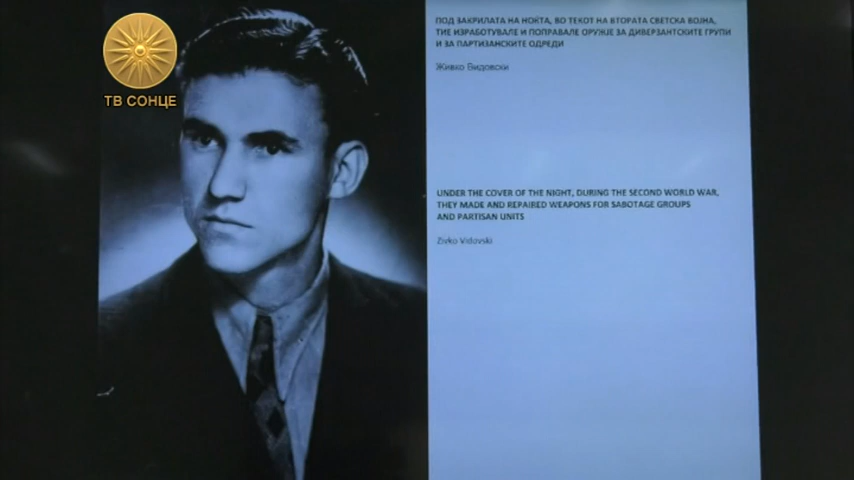 ТВ СОНЦЕ
ПОД ЗАКРИЛАТА НА НОЌТА, ВО ТЕКОТ НА ВТОРАТА СВЕТСКА ВОЈНА,
ТИЕ ИЗРАБОТУВАЛЕ И ПОПРАВАЛЕ ОРУЖЈЕ ЗА ДИВЕРЗАНТСКИТЕ ГРУПИ
И ЗА ПАРТИЗАНСКИТЕ ОДРЕДИ
Живко Видовски
UNDER THE COVER OF THE NIGHT, DURING THE SECOND WORLD WAR,
THEY MADE AND REPAIRED WEAPONS FOR SABOTAGE GROUPS
AND PARTISAN UNITS
Zivko Vidovski